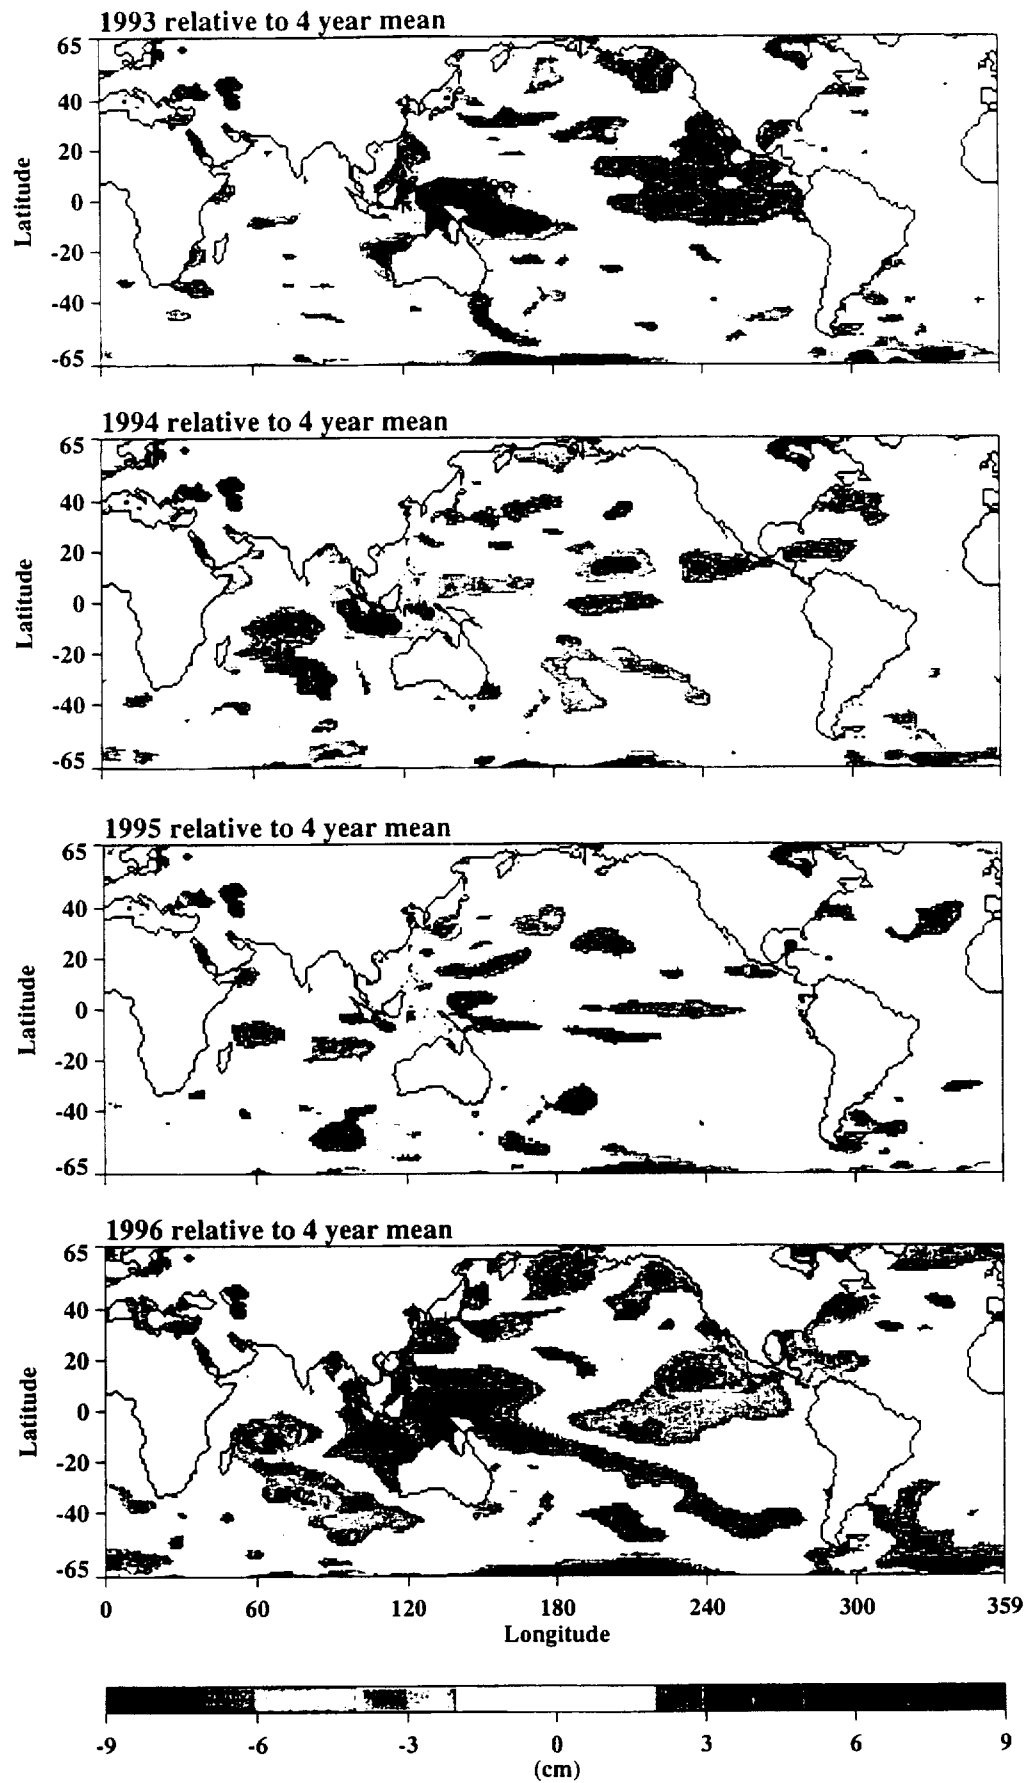 1993 relative to 4 year mean
65
40
20
0
-20
-40
-65
Latitude
1994 relative to 4 year mean
65
40
20
0
-20
-40
-65
Latitude
1995 relative to 4 year mean
65
40
20
0
-20
-40
-65
Latitude
1996 relative to 4 year mean
65
40
20
0
-20
-40
-65
Latitude
0 60 120 180 240 300 359
Longitude
-9 -6 -3 0 3 6 9
(cm)